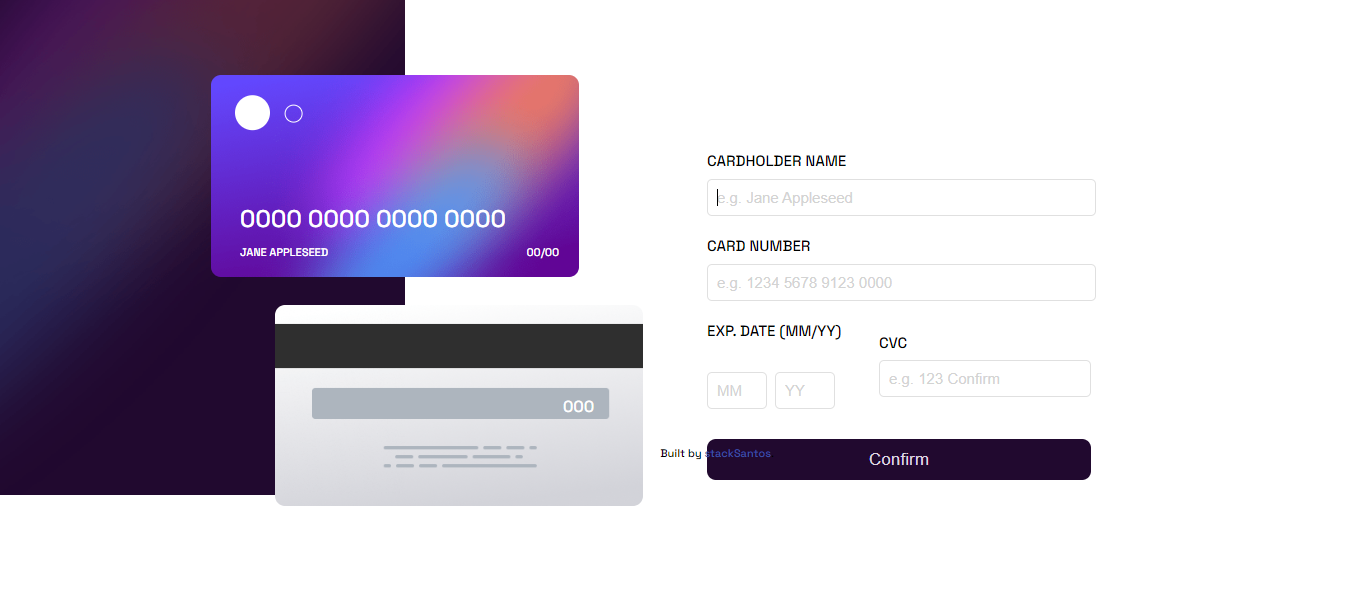 0000 0000 0000 0000
JANE APPLESEED 00/00
000
CARDHOLDER NAME
e.g. Jane Appleseed
CARD NUMBER
e.g. 1234 5678 9123 0000
EXP. DATE (MM/YY)
CVC
MM YY
e.g. 123 Confirm
Built by stackSantos
Confirm